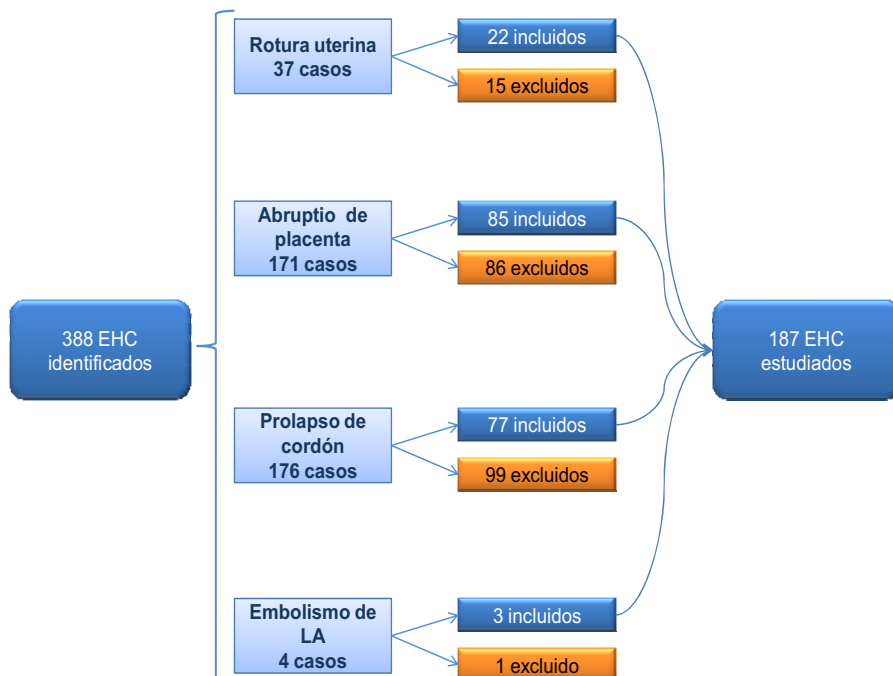 388 EHC
identificados
Rotura uterina
37 casos
22 incluidos
15 excluidos
Abruptio de
placenta
171 casos
85 incluidos
86 excluidos
Prolapso de
cordón
176 casos
77 incluidos
99 excluidos
Embolismo de
LA
4 casos
3 incluidos
1 excluido
187 EHC
estudiados